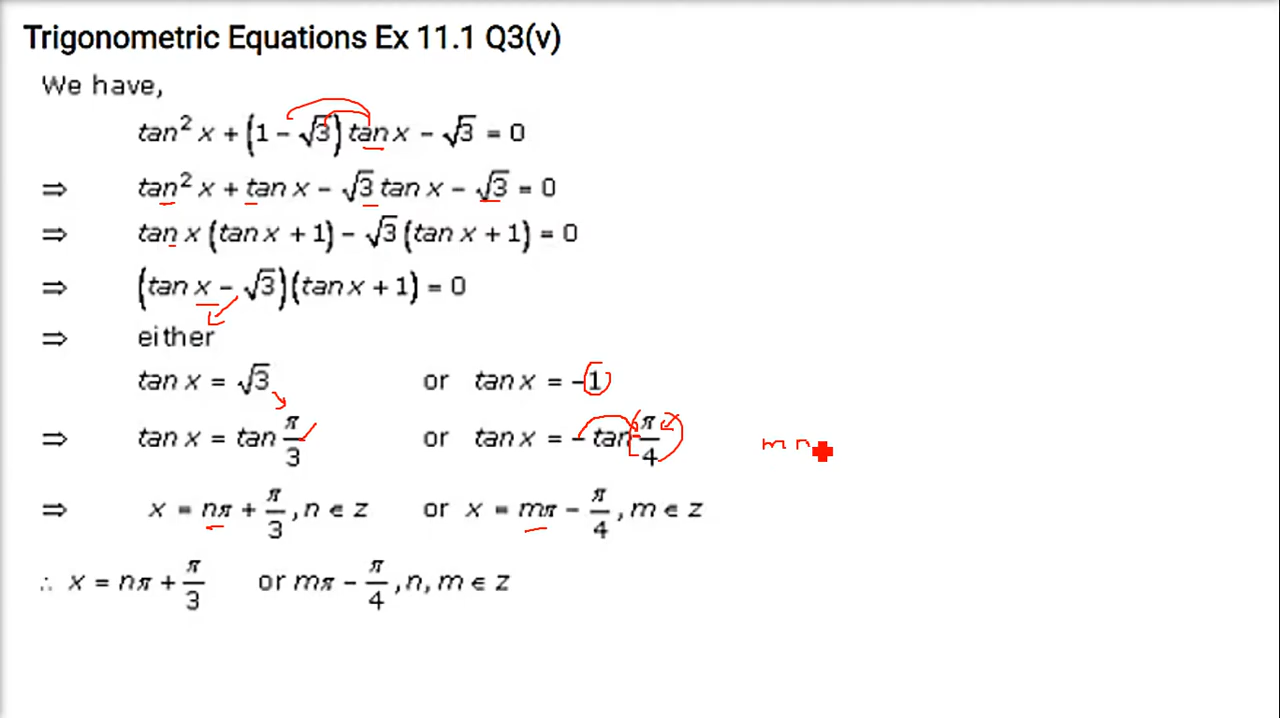 Trigonometric Equations Ex 11.1 Q3(v)
We have,
tan² x + (1 − √3) tan x − √3 = 0
⇒ tan² x + tan x − √3 tan x − √3 = 0
⇒ tan x (tan x + 1) − √3 (tan x + 1) = 0
⇒ (tan x − √3)(tan x + 1) = 0
⇒ either
tan x = √3 or tan x = −1
⇒ tan x = tan π/3 or tan x = − tan π/4 m n
⇒ x = nπ + π/3, n ∈ z or x = mπ − π/4, m ∈ z
∴ x = nπ + π/3 or mπ − π/4, n, m ∈ z